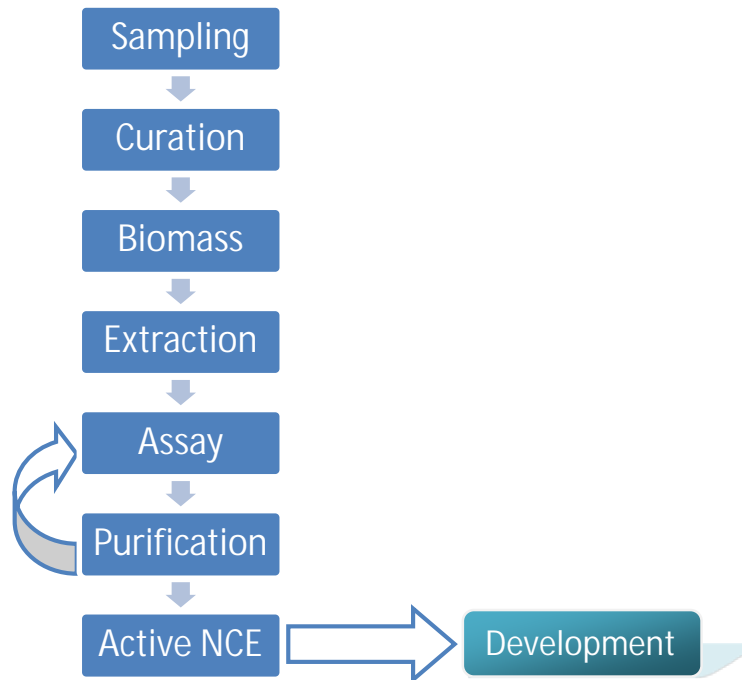 Sampling
Curation
Biomass
Extraction
Assay
Purification
Active NCE
Development